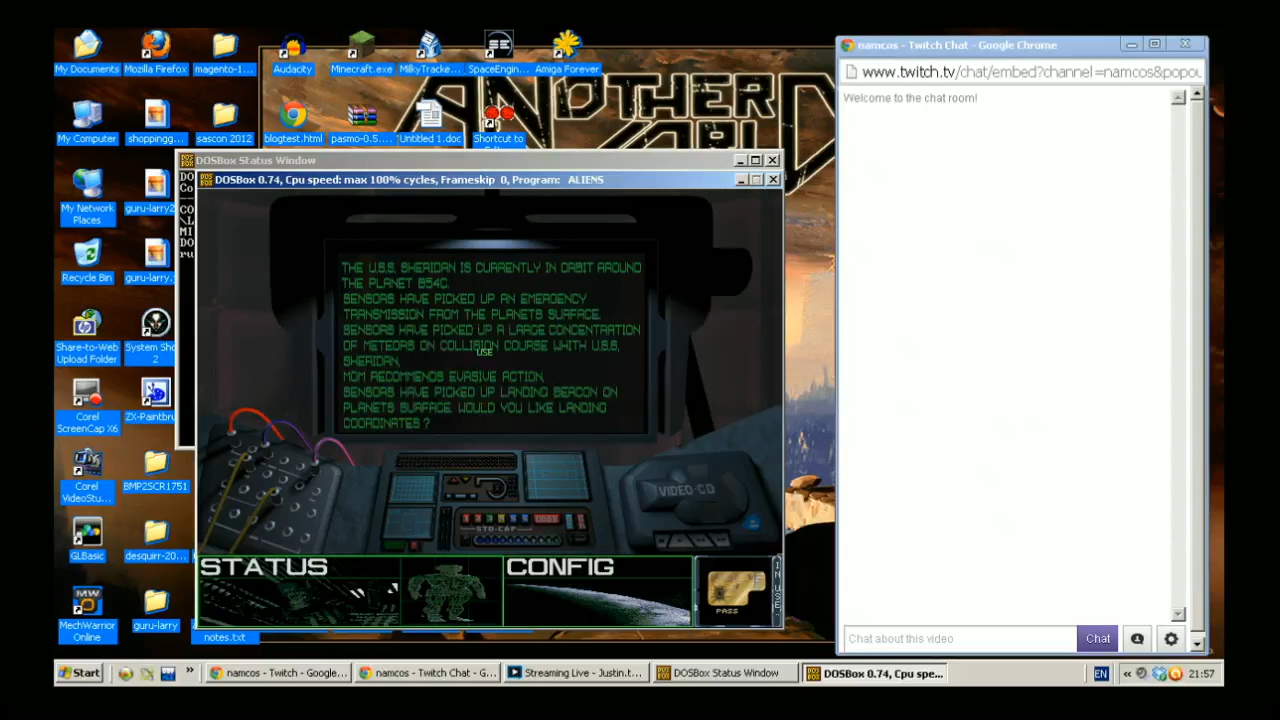 My Documents
Mozilla Firefox
magento-1...
Audacity
Minecraft.exe
MilkyTracke...
SpaceEngin...
Amiga Forever
ANOTHER
My Computer
shoppingg...
sascon 2012
blogtest.html
pasmo-0.5....
Untitled 1.doc
Shortcut to
My Network
Places
guru-larry2
Recycle Bin
guru-larry.
Share-to-Web
Upload Folder
System Sho
2
Corel
ScreenCap X6
ZX-Paintbru
Corel
VideoStu...
BMP2SCR1751
GLBasic
desquirr-20...
MechWarrior
Online
guru-larry
notes.txt
DOSBox Status Window
DOSBox 0.74, Cpu speed: max 100% cycles, Frameskip 0, Program: ALIENS
THE U.S.S. SHERIDAN IS CURRENTLY IN ORBIT AROUND
THE PLANET B54C.
SENSORS HAVE PICKED UP AN EMERGENCY
TRANSMISSION FROM THE PLANETS SURFACE.
SENSORS HAVE PICKED UP A LARGE CONCENTRATION
OF METEORS ON COLLISION COURSE WHITH U.S.S,
SHERIDAN,
MOM RECOMMENDS EVASIVE ACTION,
SENSORS HAVE PICKED UP LANDING BEACON ON
PLANETS SURFACE. WOULD YOU LIKE LANDING
COORDINATES ?
USE
VIDEO-CD
STD-CAP
STATUS
CONFIG
PASS
IN USE
namcos - Twitch Chat - Google Chrome
www.twitch.tv/chat/embed?channel=namcos&popou
Welcome to the chat room!
Chat about this video
Chat
Start
namcos - Twitch - Google...
namcos - Twitch Chat - G...
Streaming Live - Justin.t...
DOSBox Status Window
DOSBox 0.74, Cpu spe...
EN
21:57